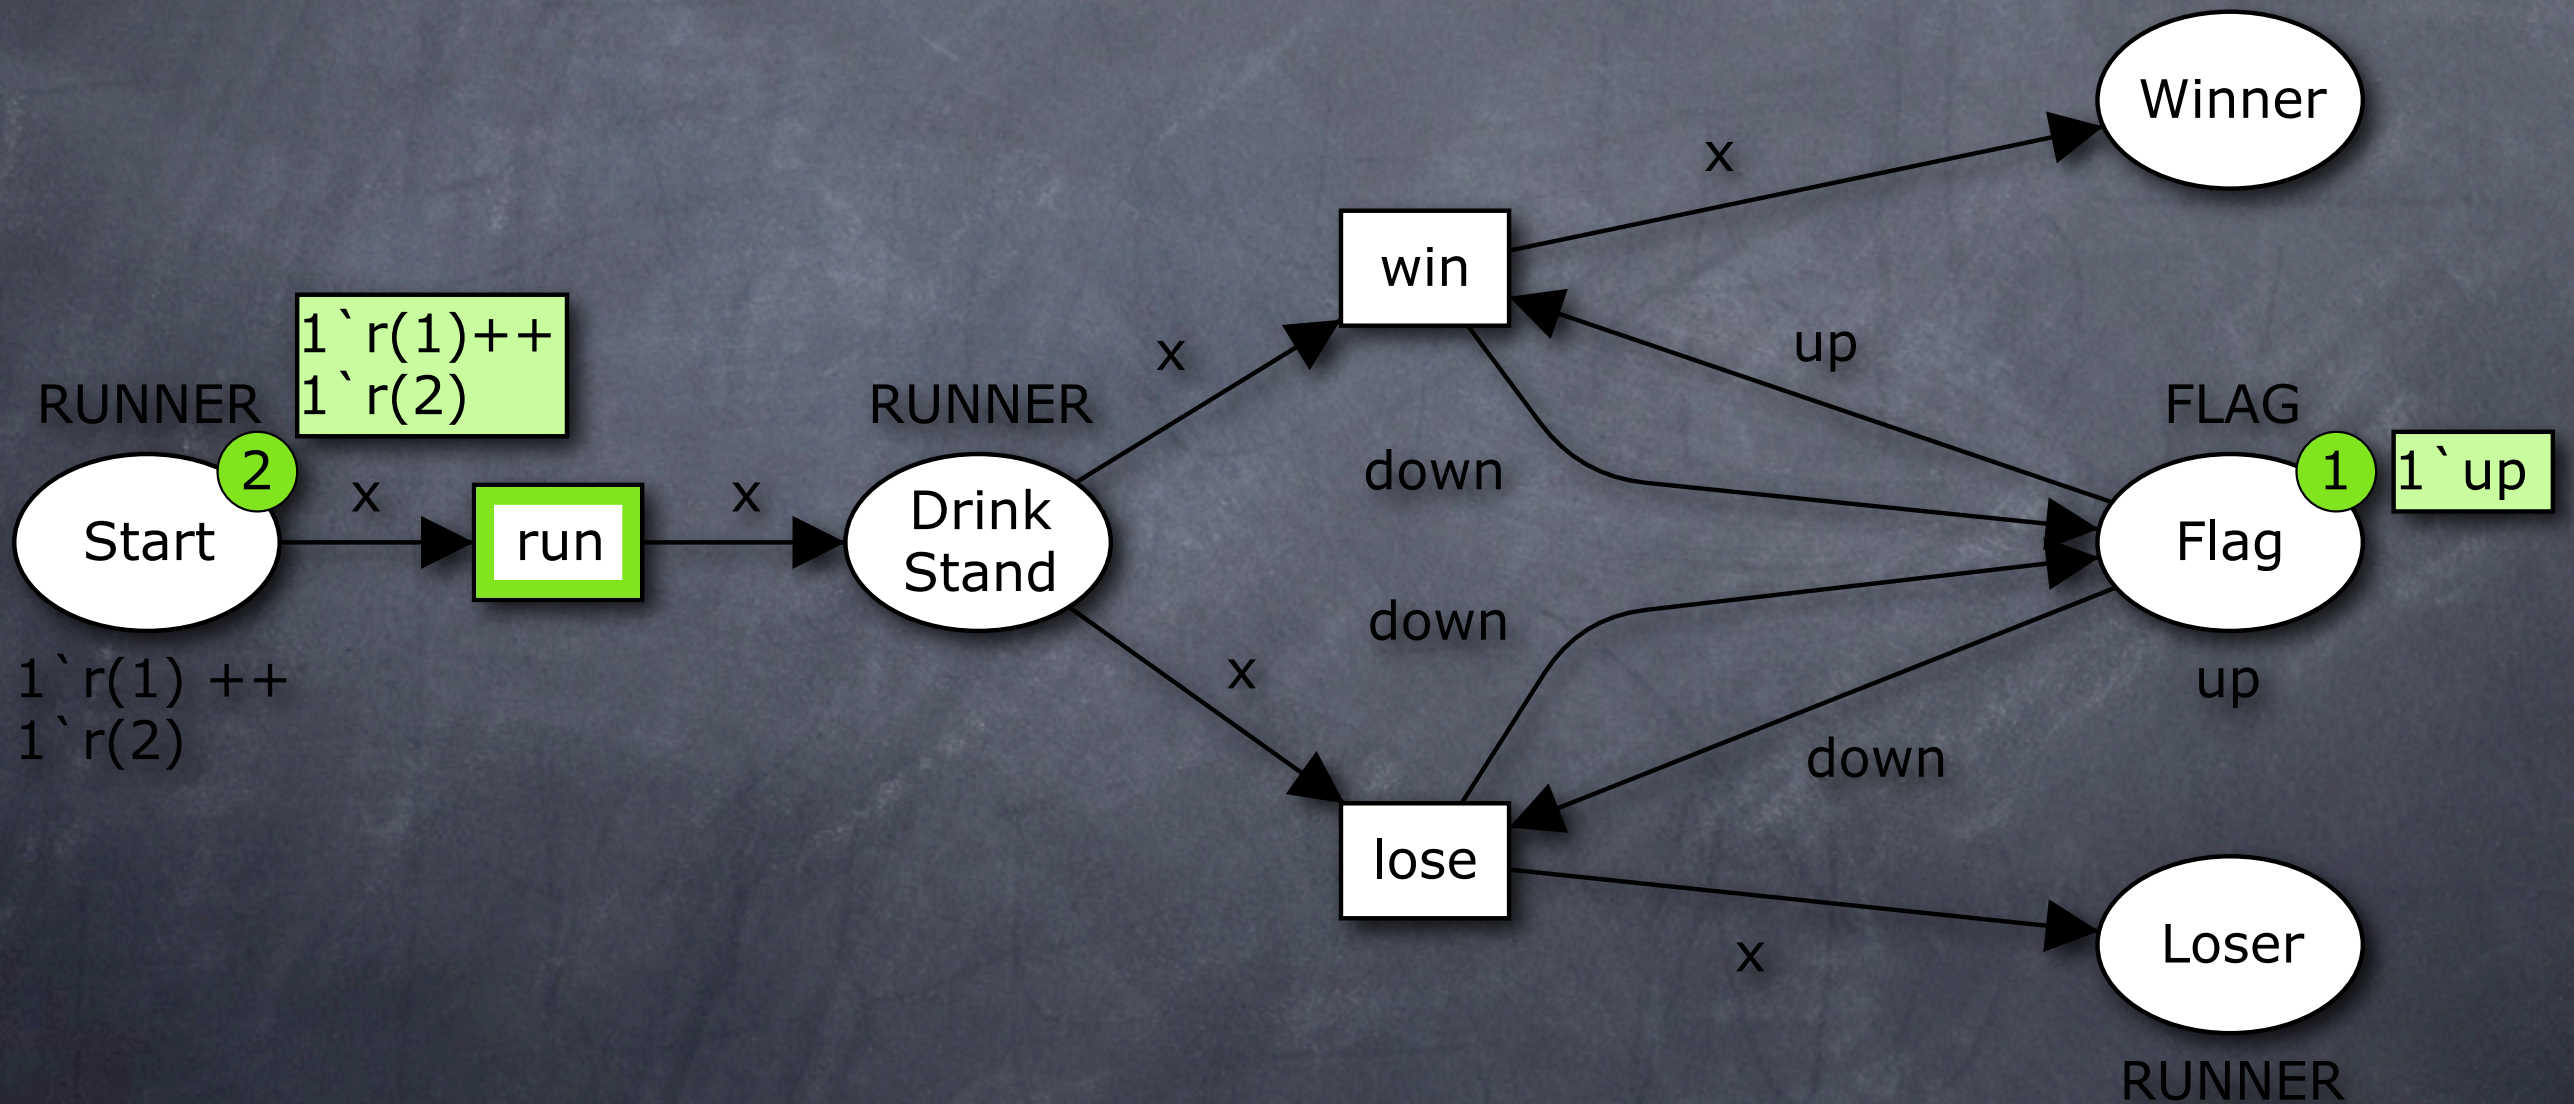 Winner
x
win
1`r(1)++
1`r(2)
x
up
RUNNER
RUNNER
FLAG
2
x
x
down
1
1`up
Start
run
Drink
Stand
Flag
down
1`r(1) ++
1`r(2)
x
up
down
lose
x
Loser
RUNNER